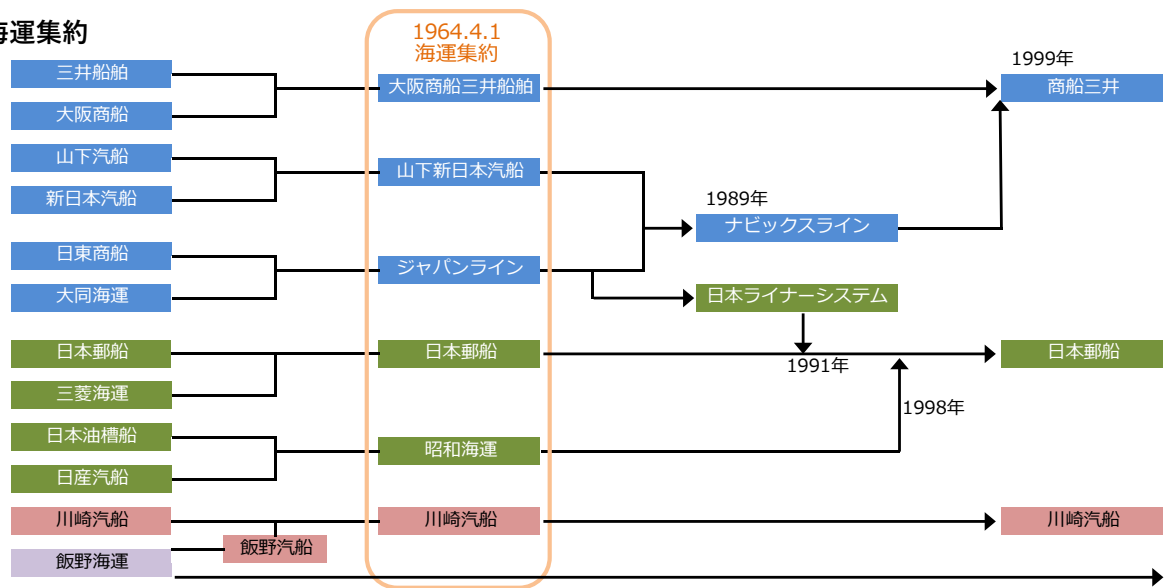 海運集約
1964.4.1
海運集約
1999年
三井船舶
大阪商船三井船舶
商船三井
大阪商船
山下汽船
山下新日本汽船
新日本汽船
1989年
ナビックスライン
日東商船
ジャパンライン
大同海運
日本ライナーシステム
日本郵船
日本郵船
日本郵船
1991年
三菱海運
1998年
日本油槽船
昭和海運
日産汽船
川崎汽船
川崎汽船
川崎汽船
飯野汽船
飯野海運